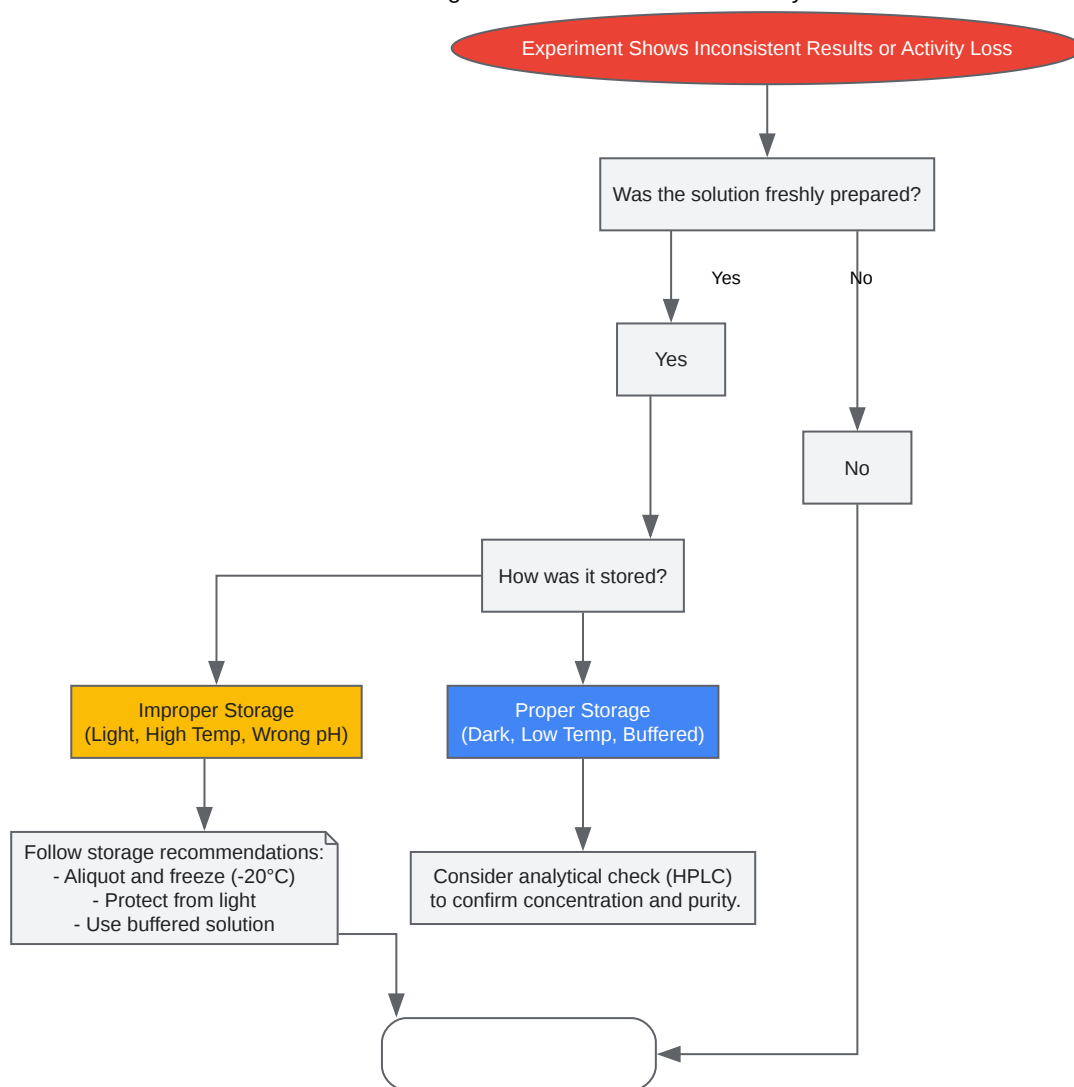 Experiment Shows Inconsistent Results or Activity Loss
Was the solution freshly prepared?
Yes
No
Yes
No
How was it stored?
Improper Storage
(Light, High Temp, Wrong pH)
Proper Storage
(Dark, Low Temp, Buffered)
Follow storage recommendations:
- Aliquot and freeze (-20°C)
- Protect from light
- Use buffered solution
Consider analytical check (HPLC)
to confirm concentration and purity.